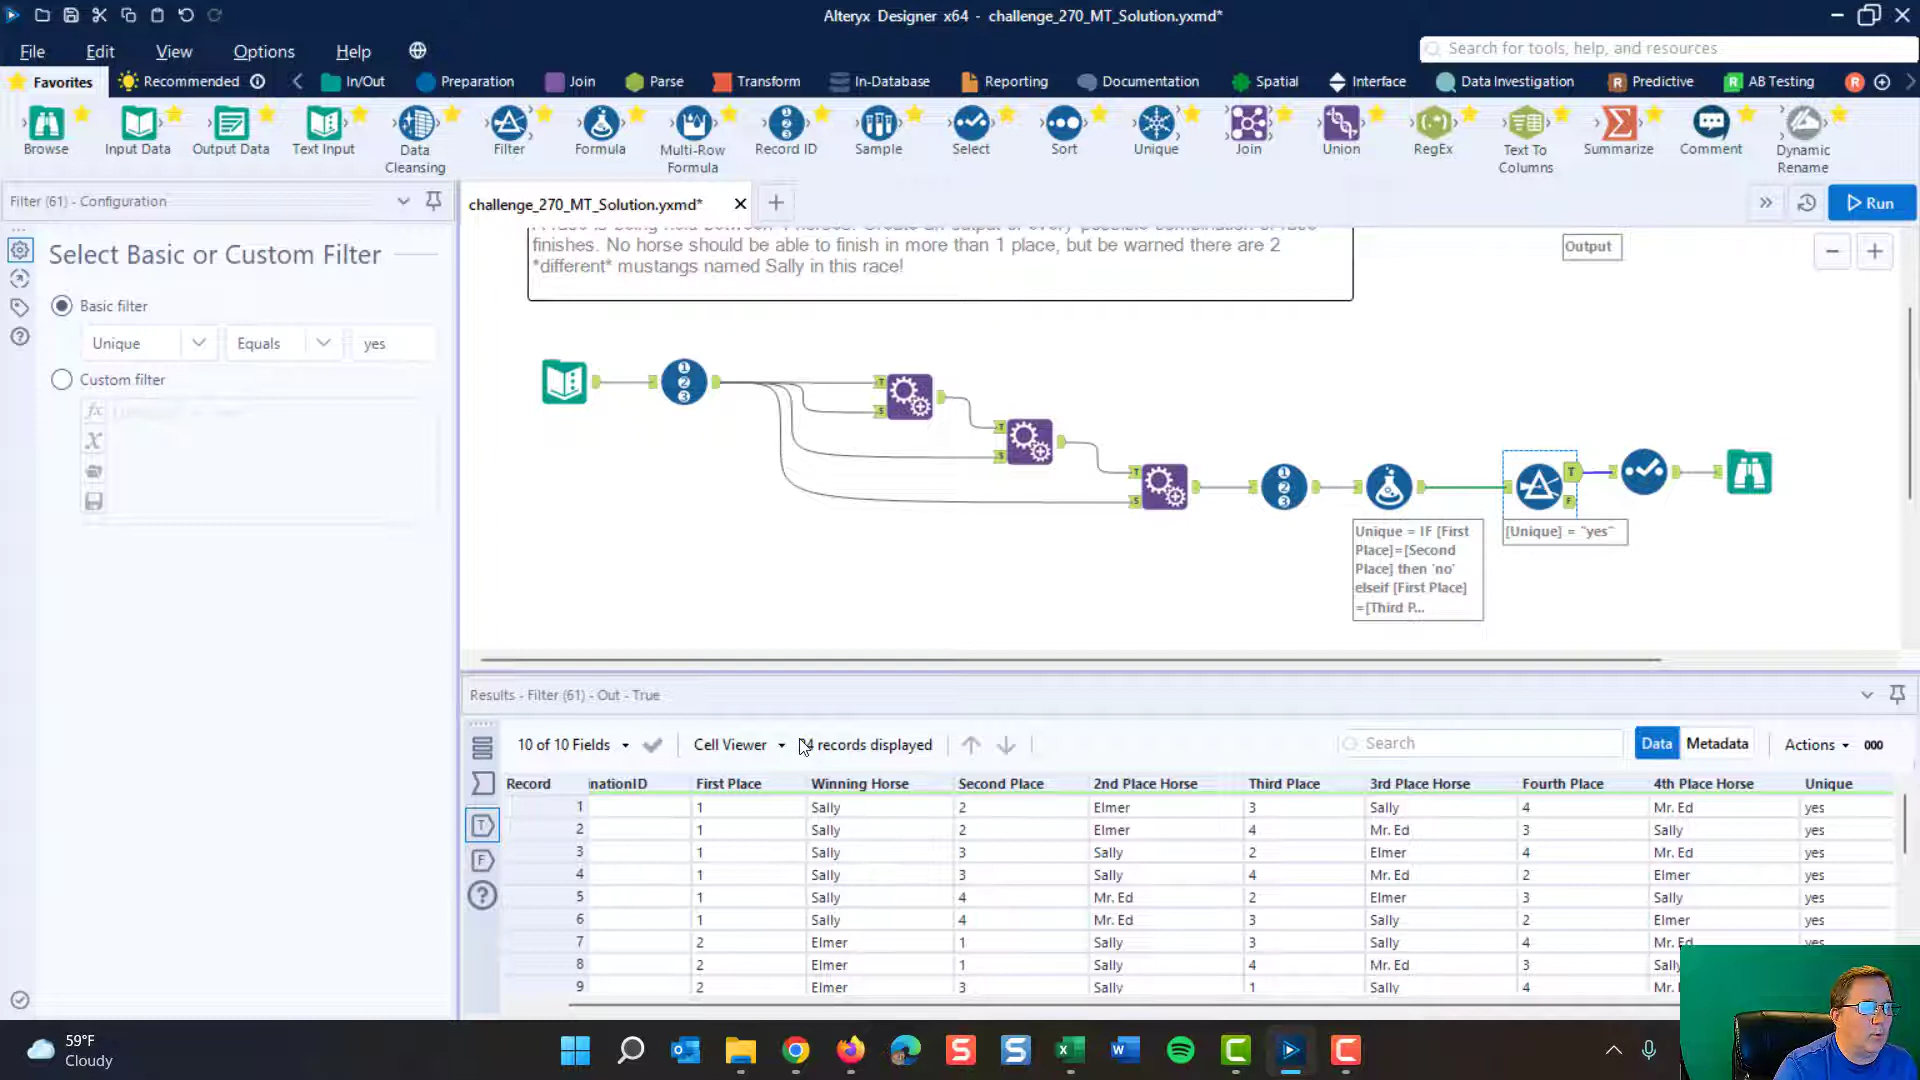 Alteryx Designer x64 - challenge_270_MT_Solution.yxmd*
File Edit View Options Help
Search for tools, help, and resources
Favorites Recommended In/Out Preparation Join Parse Transform In-Database Reporting Documentation Spatial Interface Data Investigation Predictive AB Testing
Browse Input Data Output Data Text Input Data Cleansing Filter Formula Multi-Row Formula Record ID Sample Select Sort Unique Join Union RegEx Text To Columns Summarize Comment Dynamic Rename
Filter (61) - Configuration
challenge_270_MT_Solution.yxmd*
Run
Select Basic or Custom Filter
Basic filter
Unique Equals yes
Custom filter
finishes. No horse should be able to finish in more than 1 place, but be warned there are 2
*different* mustangs named Sally in this race!
Output
Unique = IF [First
Place]=[Second
Place] then 'no'
elseif [First Place]
=[Third P...
[Unique] = "yes"
Results - Filter (61) - Out - True
10 of 10 Fields Cell Viewer records displayed Search Data Metadata Actions 000
Record nationID First Place Winning Horse Second Place 2nd Place Horse Third Place 3rd Place Horse Fourth Place 4th Place Horse Unique
1 1 Sally 2 Elmer 3 Sally 4 Mr. Ed yes
2 1 Sally 2 Elmer 4 Mr. Ed 3 Sally yes
3 1 Sally 3 Sally 2 Elmer 4 Mr. Ed yes
4 1 Sally 3 Sally 4 Mr. Ed 2 Elmer yes
5 1 Sally 4 Mr. Ed 2 Elmer 3 Sally yes
6 1 Sally 4 Mr. Ed 3 Sally 2 Elmer yes
7 2 Elmer 1 Sally 3 Sally 4 Mr. Ed yes
8 2 Elmer 1 Sally 4 Mr. Ed 3 Sally
9 2 Elmer 3 Sally 1 Sally 4 Mr.
59°F
Cloudy